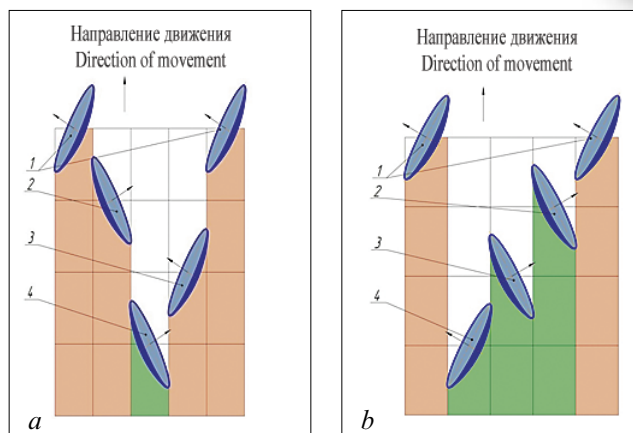 Направление движения
Direction of movement
1
2
3
4
a
Направление движения
Direction of movement
1
2
3
4
b